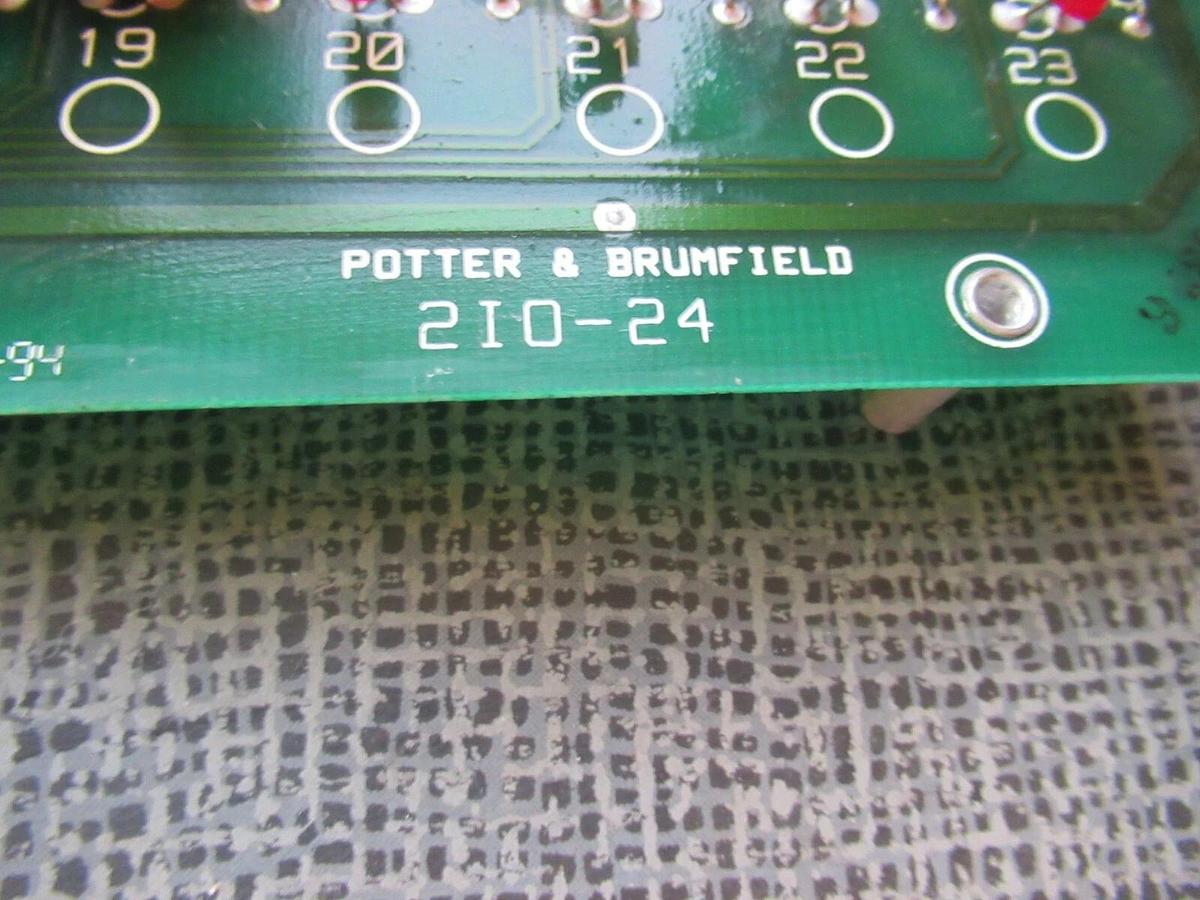 19 20 21 22 23
POTTER & BRUMFIELD
2IO-24
-94